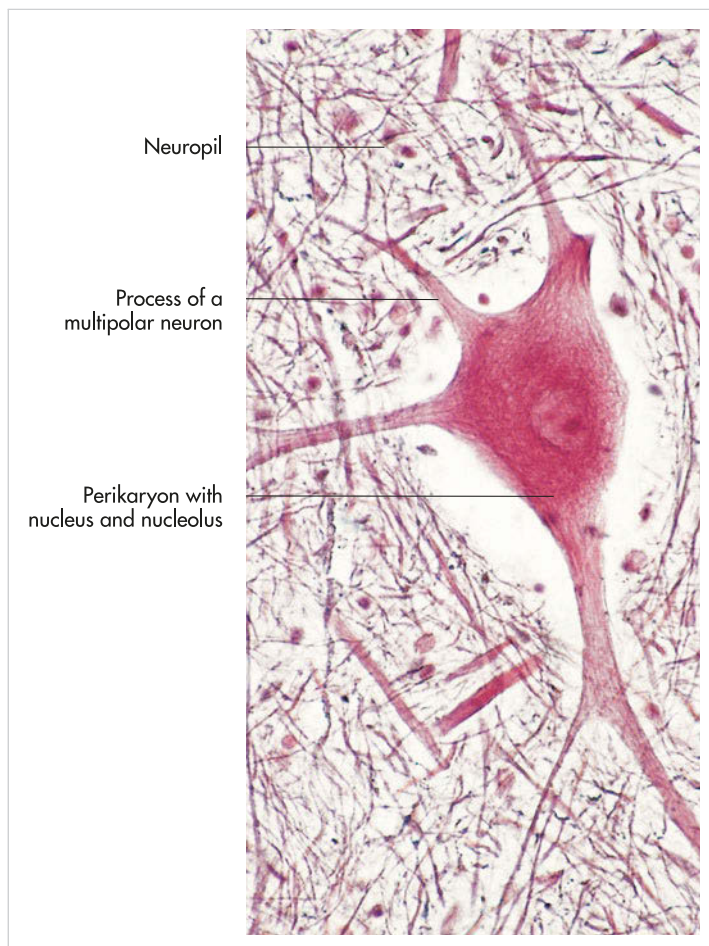 Neuropil
Process of a
multipolar neuron
Perikaryon with
nucleus and nucleolus